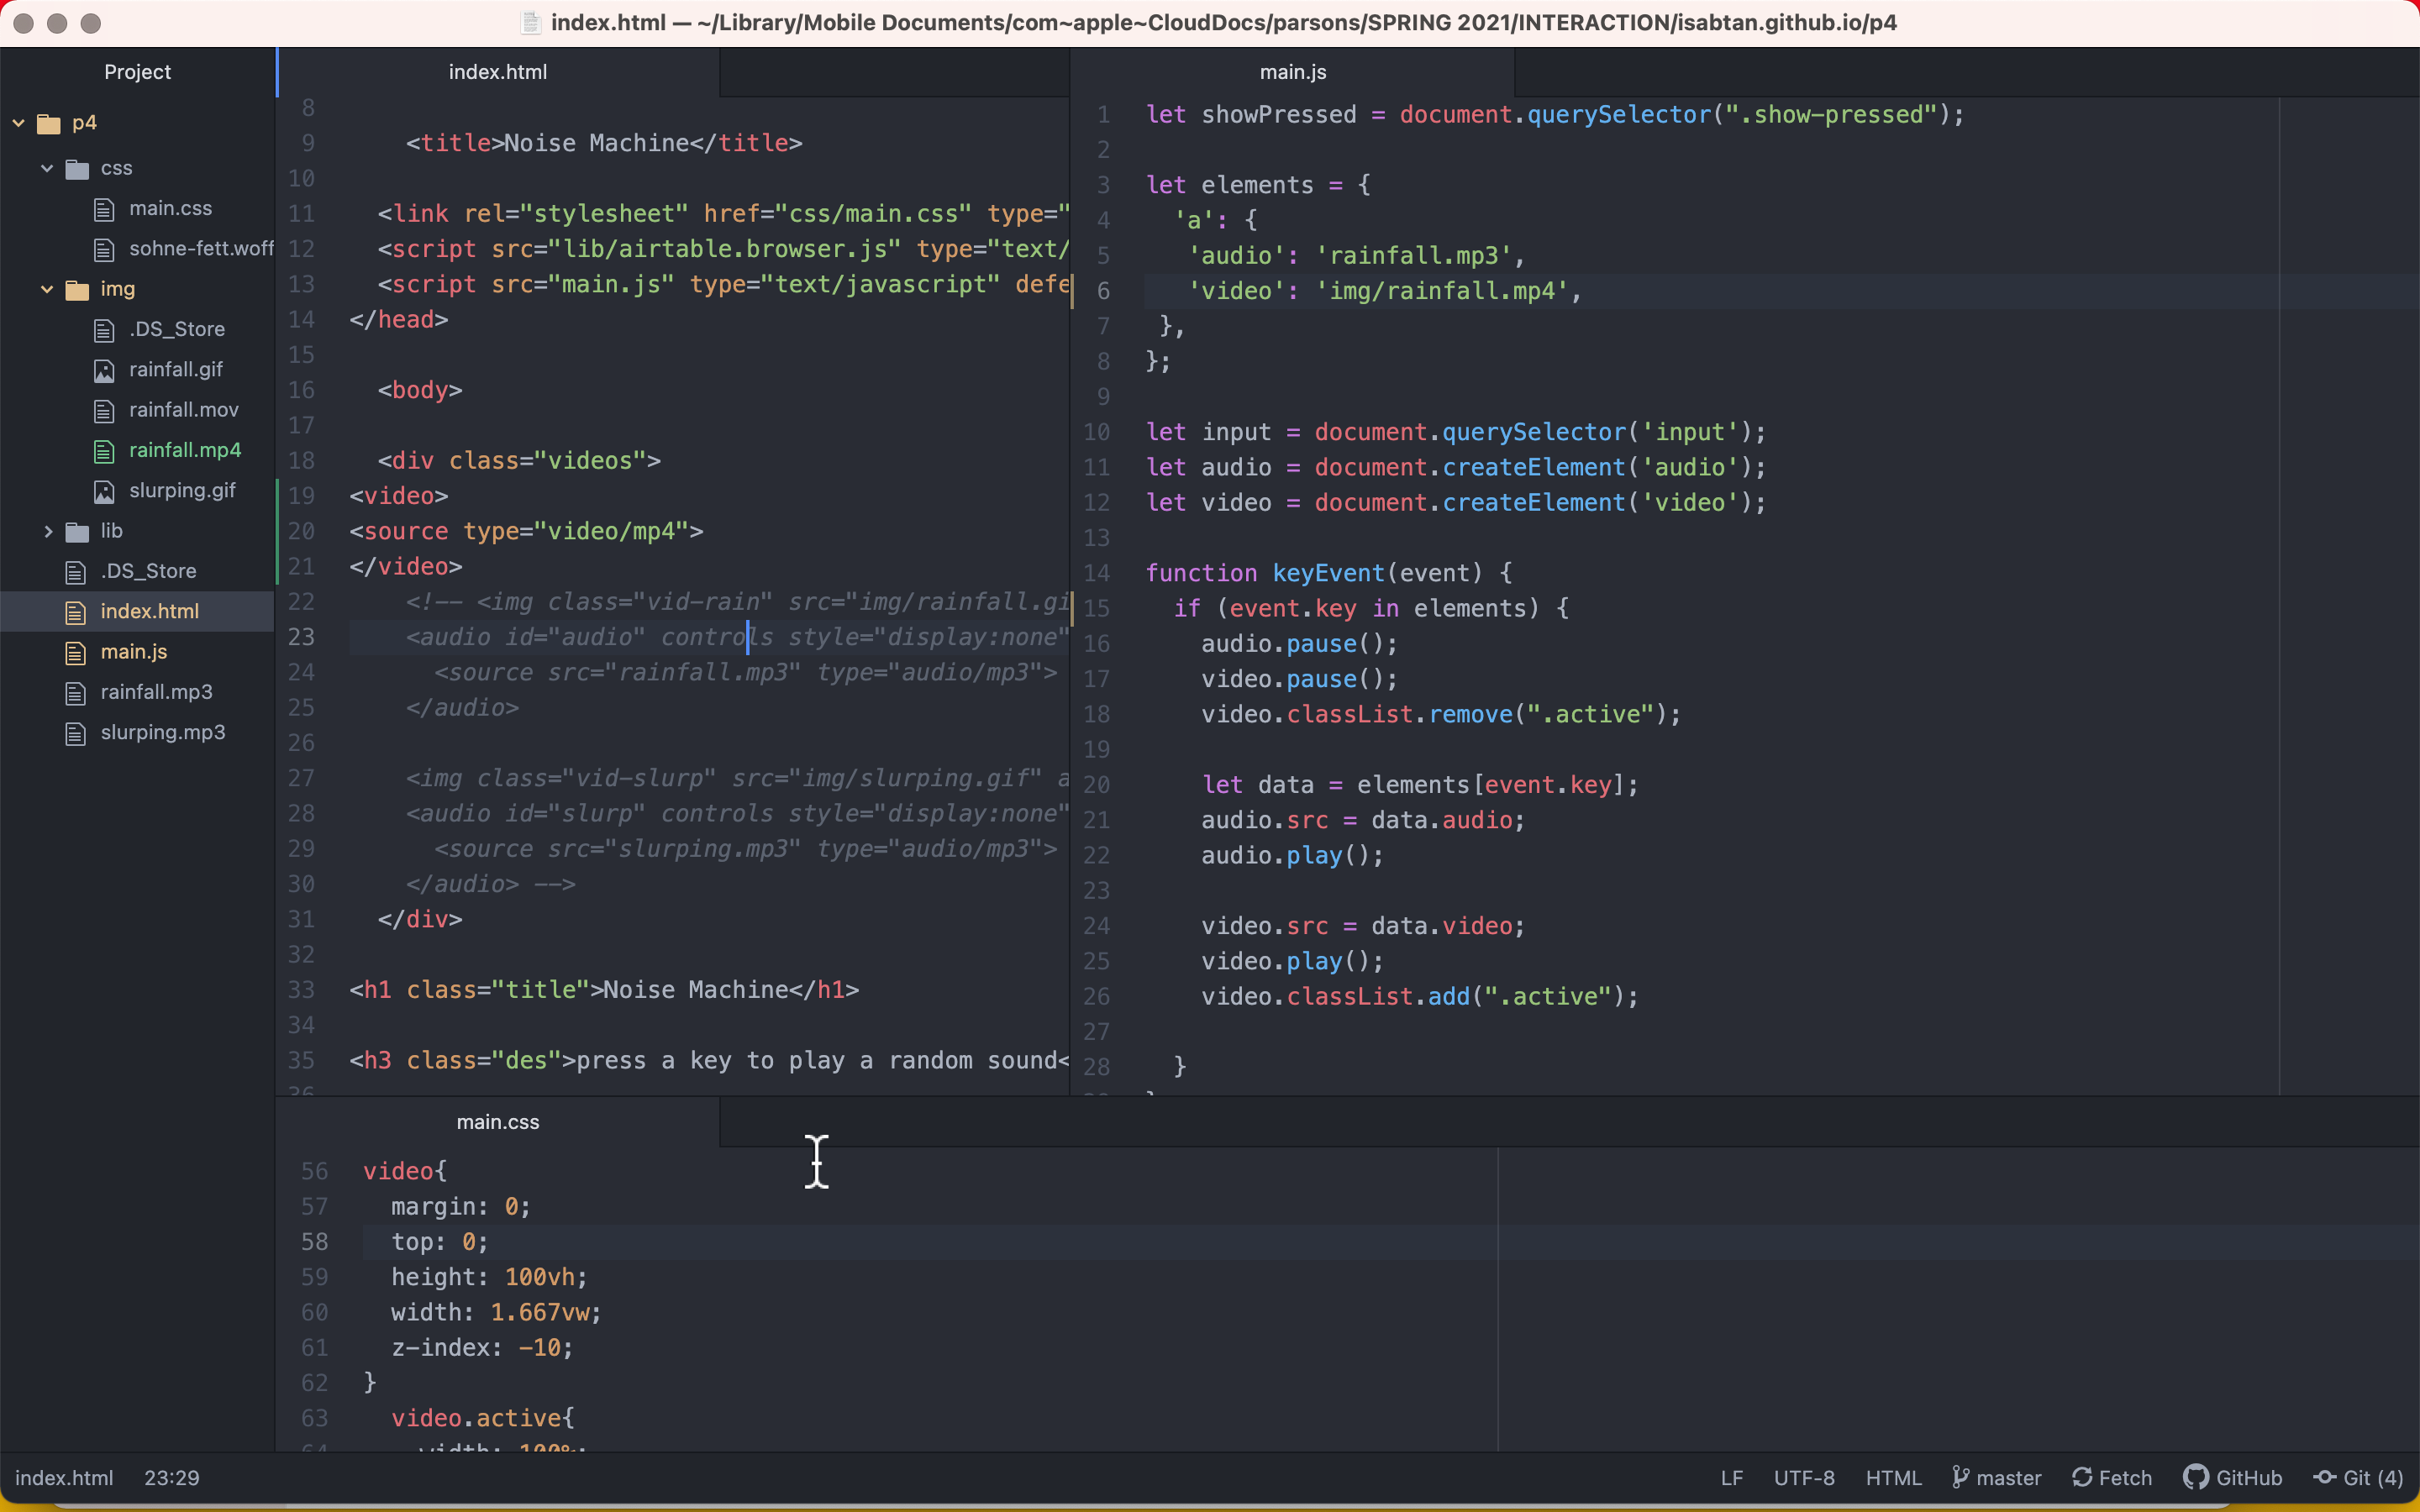 index.html — ~/Library/Mobile Documents/com~apple~CloudDocs/parsons/SPRING 2021/INTERACTION/isabtan.github.io/p4
Project
p4
css
main.css
sohne-fett.woff
img
.DS_Store
rainfall.gif
rainfall.mov
rainfall.mp4
slurping.gif
lib
.DS_Store
index.html
main.js
rainfall.mp3
slurping.mp3
index.html
8
9 <title>Noise Machine</title>
10
11 <link rel="stylesheet" href="css/main.css" type="
12 <script src="lib/airtable.browser.js" type="text/
13 <script src="main.js" type="text/javascript" defe
14 </head>
15
16 <body>
17
18 <div class="videos">
19 <video>
20 <source type="video/mp4">
21 </video>
22 <!-- <img class="vid-rain" src="img/rainfall.gi
23 <audio id="audio" controls style="display:none"
24 <source src="rainfall.mp3" type="audio/mp3">
25 </audio>
26
27 <img class="vid-slurp" src="img/slurping.gif" a
28 <audio id="slurp" controls style="display:none"
29 <source src="slurping.mp3" type="audio/mp3">
30 </audio> -->
31 </div>
32
33 <h1 class="title">Noise Machine</h1>
34
35 <h3 class="des">press a key to play a random sound<
36
main.js
1 let showPressed = document.querySelector(".show-pressed");
2
3 let elements = {
4 'a': {
5 'audio': 'rainfall.mp3',
6 'video': 'img/rainfall.mp4',
7 },
8 };
9
10 let input = document.querySelector('input');
11 let audio = document.createElement('audio');
12 let video = document.createElement('video');
13
14 function keyEvent(event) {
15 if (event.key in elements) {
16 audio.pause();
17 video.pause();
18 video.classList.remove(".active");
19
20 let data = elements[event.key];
21 audio.src = data.audio;
22 audio.play();
23
24 video.src = data.video;
25 video.play();
26 video.classList.add(".active");
27
28 }
main.css
56 video{
57 margin: 0;
58 top: 0;
59 height: 100vh;
60 width: 1.667vw;
61 z-index: -10;
62 }
63 video.active{
64 width: 100%;
index.html 23:29
LF UTF-8 HTML master Fetch GitHub Git (4)